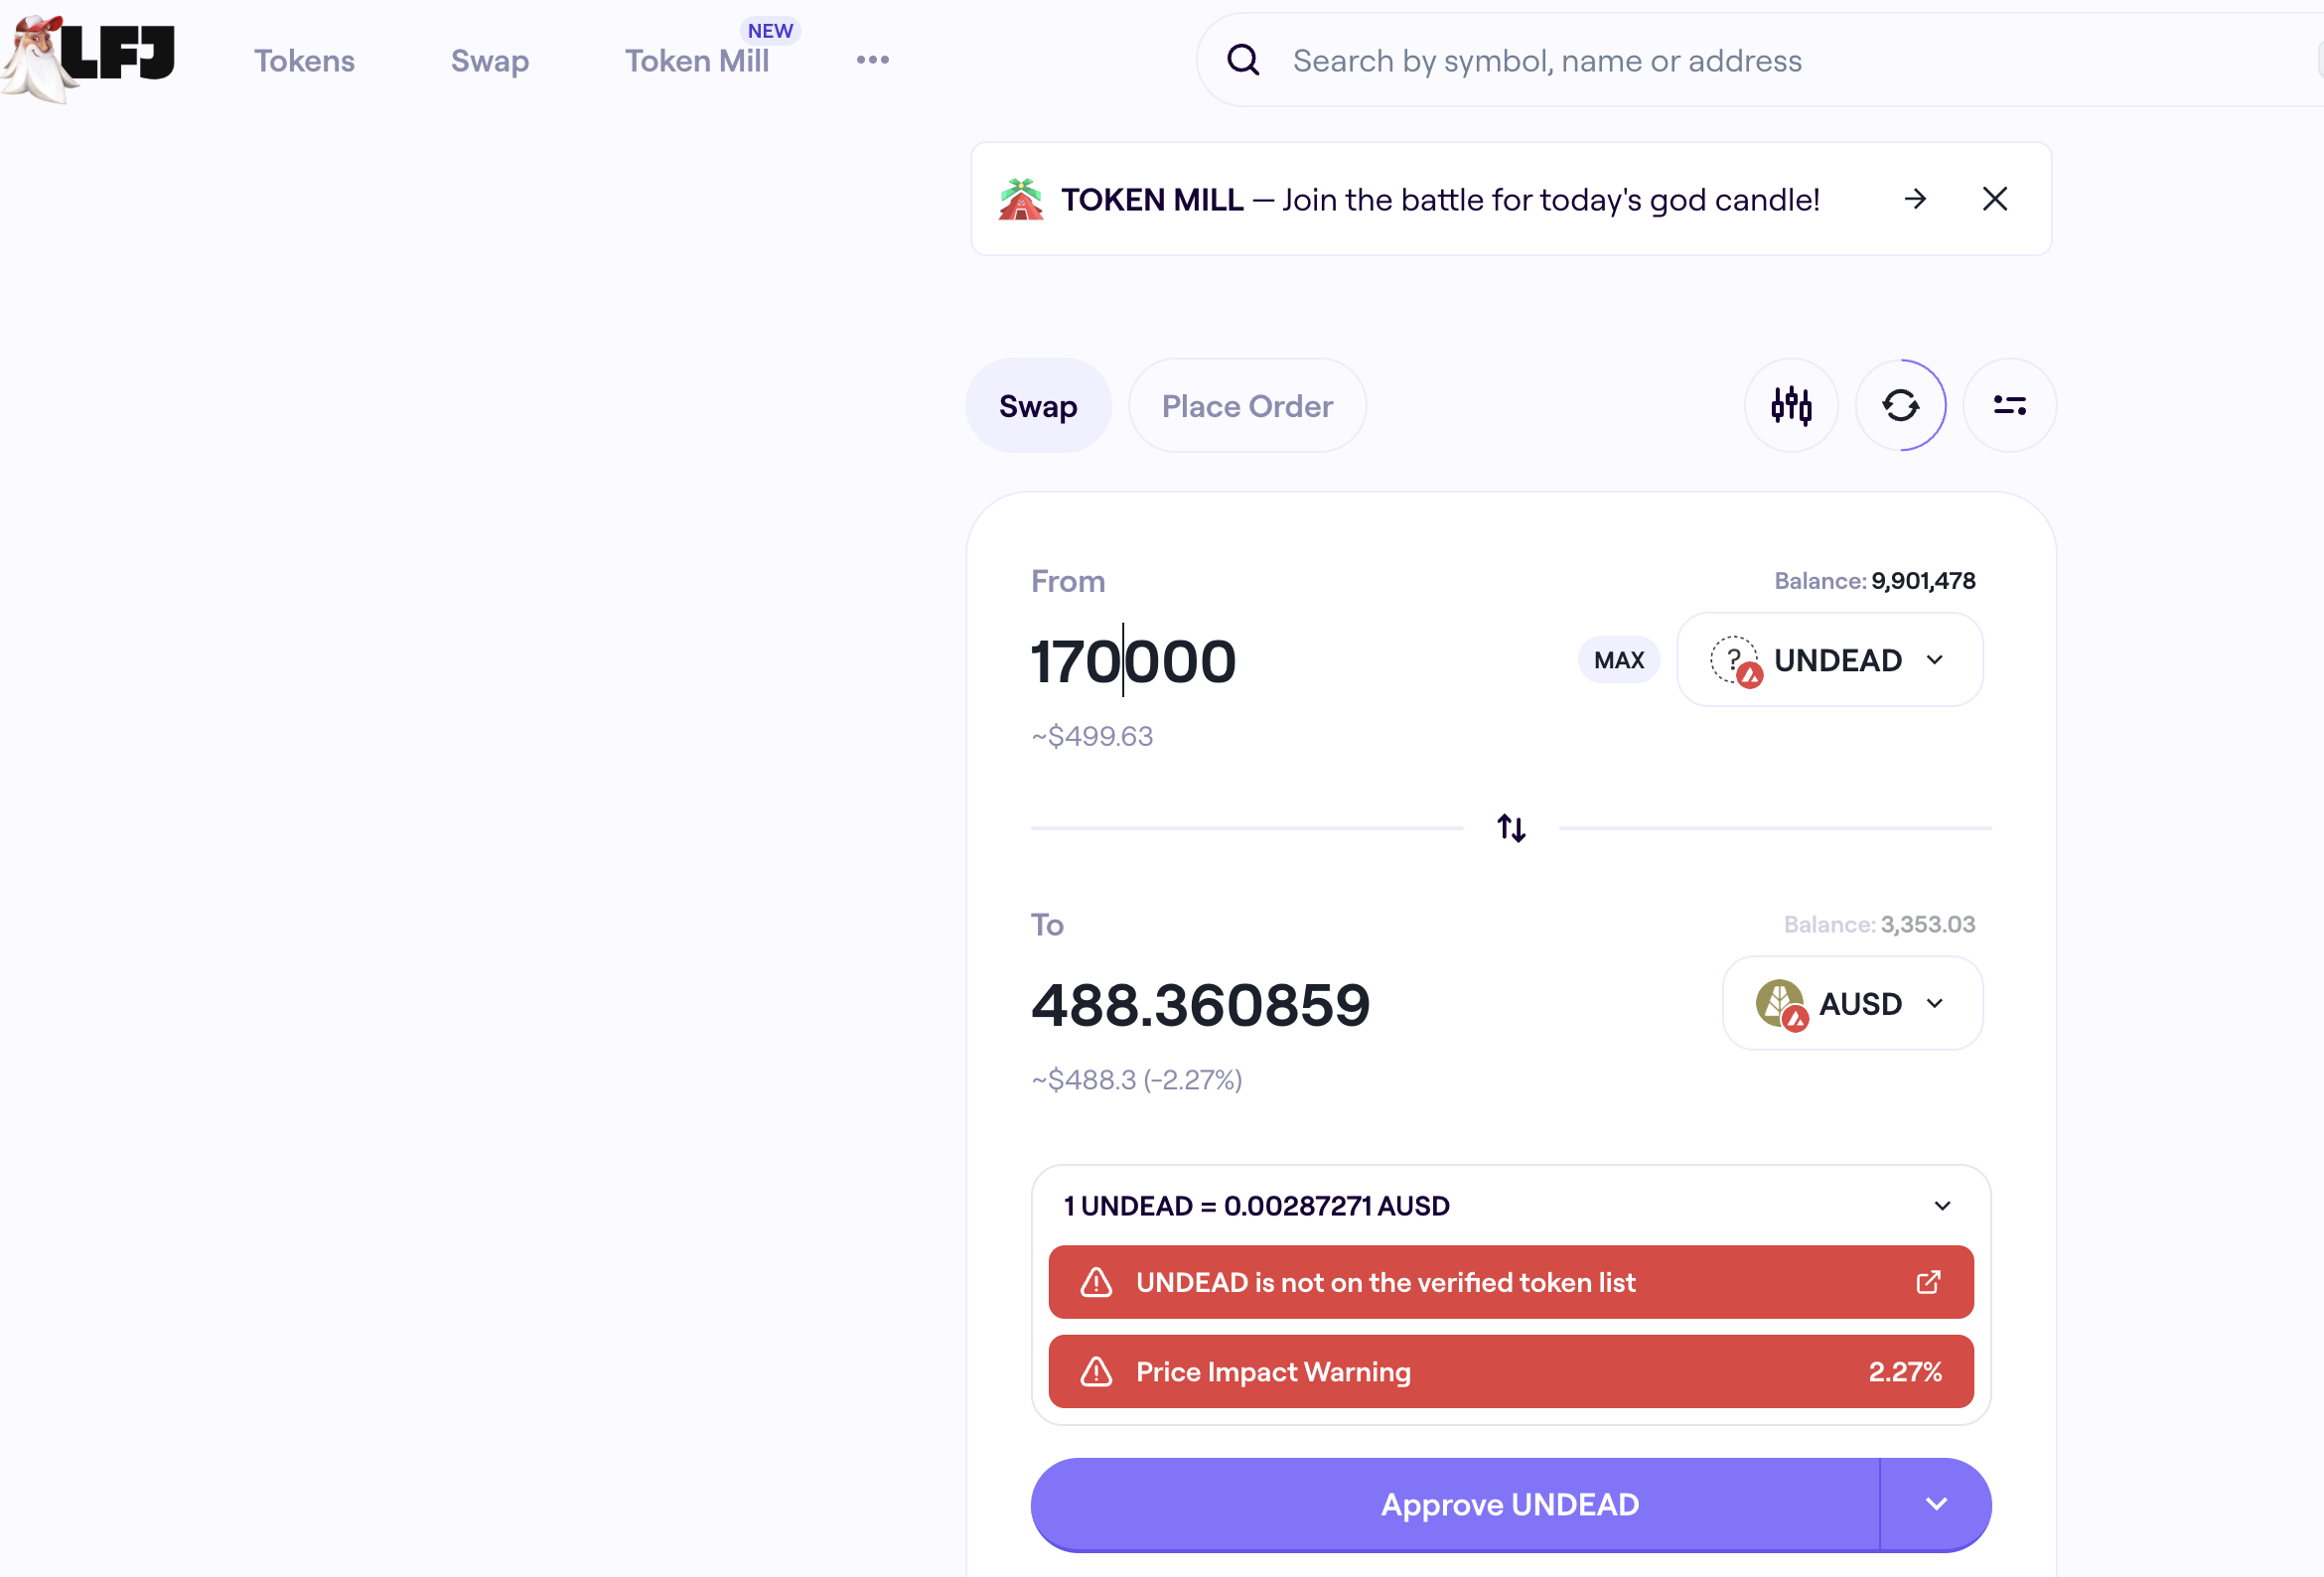 LFJ
Tokens
Swap
Token Mill
NEW
Search by symbol, name or address
TOKEN MILL — Join the battle for today's god candle!
Swap
Place Order
From
Balance: 9,901,478
170000
MAX
? UNDEAD
~$499.63
To
Balance: 3,353.03
488.360859
AUSD
~$488.3 (-2.27%)
1 UNDEAD = 0.00287271 AUSD
UNDEAD is not on the verified token list
Price Impact Warning
2.27%
Approve UNDEAD